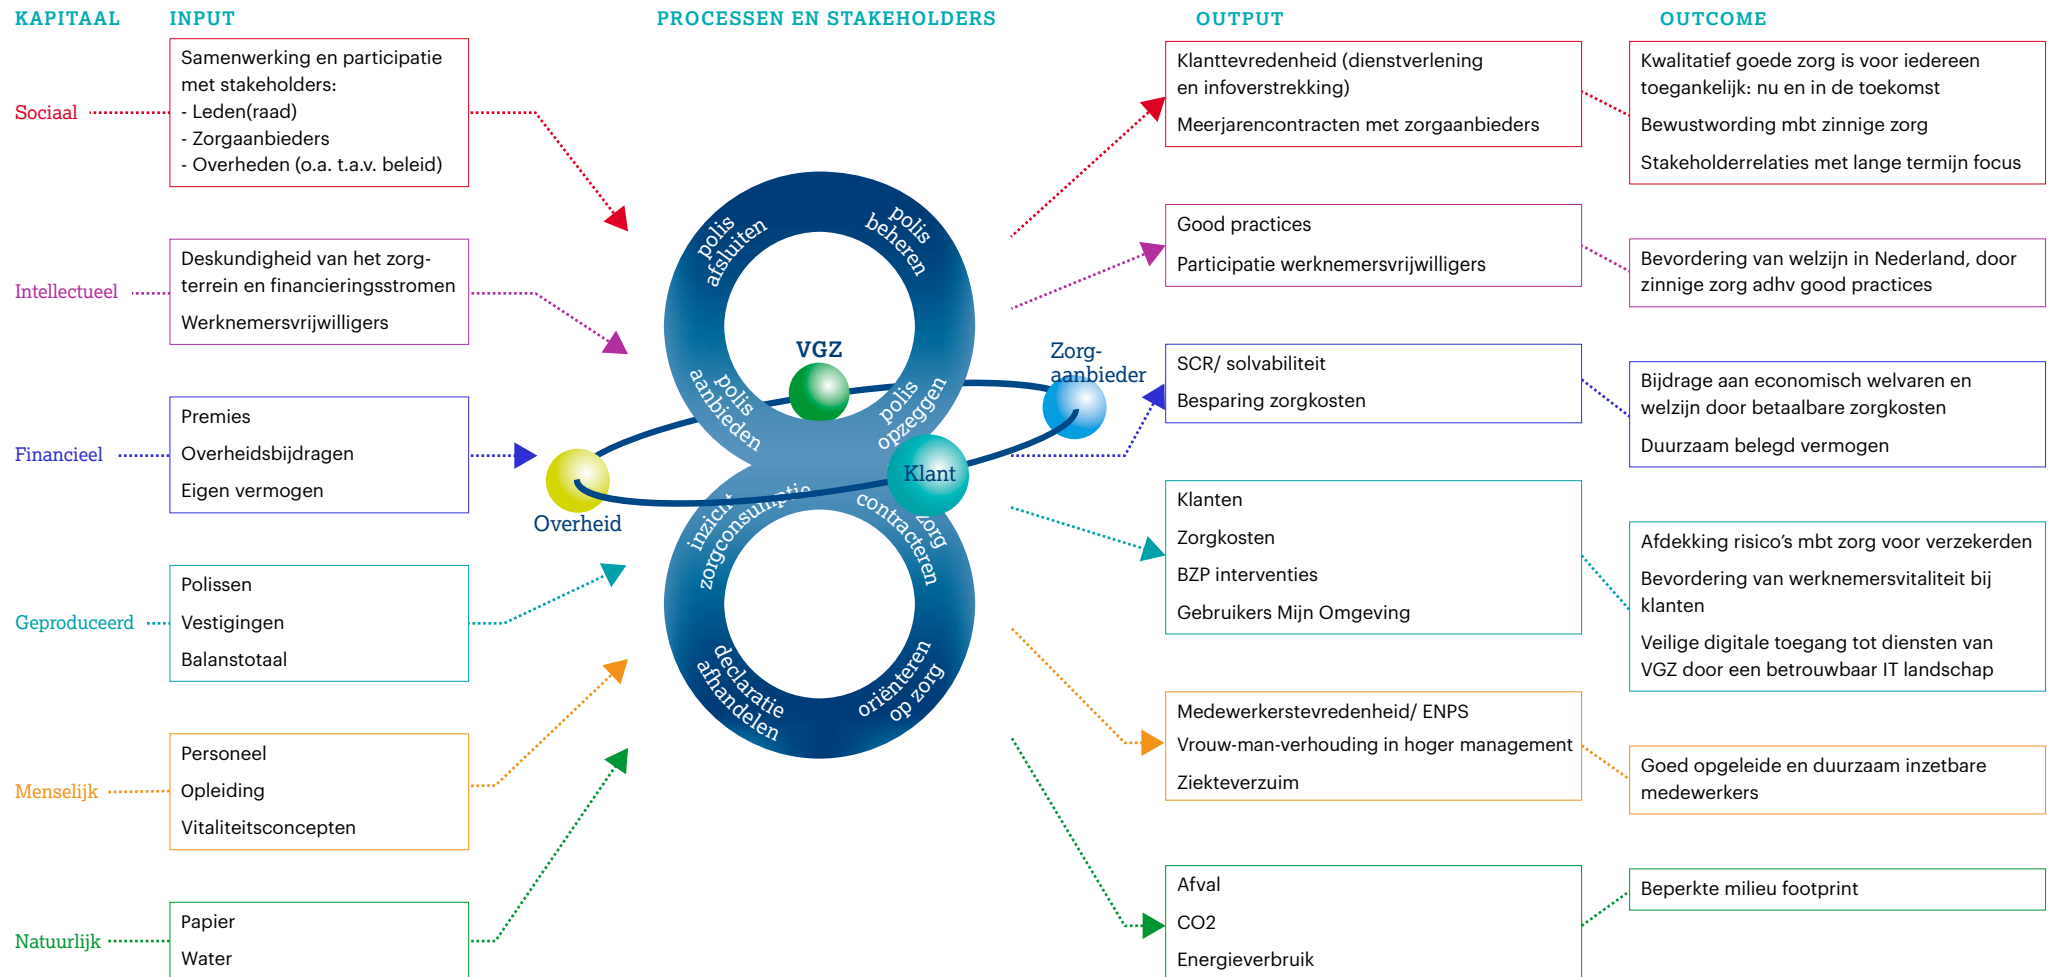 KAPITAAL
INPUT
PROCESSEN EN STAKEHOLDERS
OUTPUT
OUTCOME
Sociaal
Samenwerking en participatie
met stakeholders:
- Leden(raad)
- Zorgaanbieders
- Overheden (o.a. t.a.v. beleid)
Klanttevredenheid (dienstverlening
en infoverstrekking)
Meerjarencontracten met zorgaanbieders
Kwalitatief goede zorg is voor iedereen
toegankelijk: nu en in de toekomst
Bewustwording mbt zinnige zorg
Stakeholderrelaties met lange termijn focus
Intellectueel
Deskundigheid van het zorg-
terrein en financieringsstromen
Werknemersvrijwilligers
Good practices
Participatie werknemersvrijwilligers
Bevordering van welzijn in Nederland, door
zinnige zorg adhv good practices
Financieel
Premies
Overheidsbijdragen
Eigen vermogen
SCR/ solvabiliteit
Besparing zorgkosten
Bijdrage aan economisch welvaren en
welzijn door betaalbare zorgkosten
Duurzaam belegd vermogen
Geproduceerd
Polissen
Vestigingen
Balanstotaal
Klanten
Zorgkosten
BZP interventies
Gebruikers Mijn Omgeving
Afdekking risico's mbt zorg voor verzekerden
Bevordering van werknemersvitaliteit bij
klanten
Veilige digitale toegang tot diensten van
VGZ door een betrouwbaar IT landschap
Menselijk
Personeel
Opleiding
Vitaliteitsconcepten
Medewerkerstevredenheid/ ENPS
Vrouw-man-verhouding in hoger management
Ziekteverzuim
Goed opgeleide en duurzaam inzetbare
medewerkers
Natuurlijk
Papier
Water
Afval
CO2
Energieverbruik
Beperkte milieu footprint
polis
afsluiten
polis
beheren
polis
aanbieden
polis
opzeggen
VGZ
Zorg-
aanbieder
Klant
Overheid
inzicht
zorgconsumptie
zorg
contracteren
declaratie
afhandelen
oriënteren
op zorg